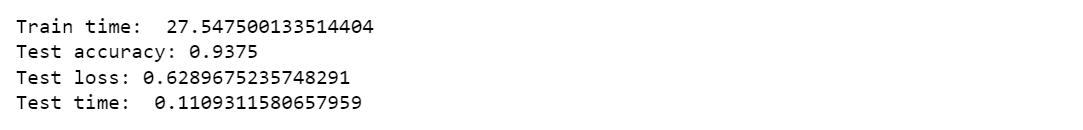 Train time:  27.547500133514404
Test accuracy: 0.9375
Test loss: 0.6289675235748291
Test time:  0.1109311580657959